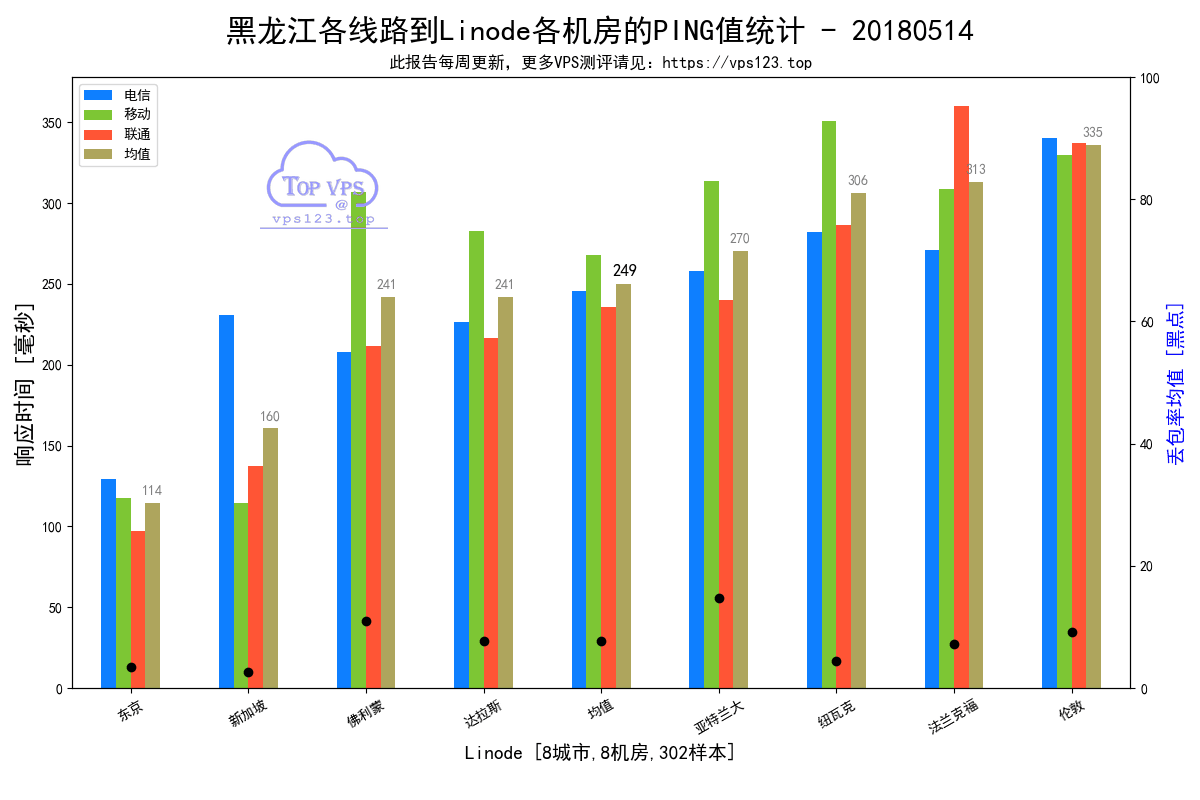 黑龙江各线路到Linode各机房的PING值统计 - 20180514
此报告每周更新，更多VPS测评请见：https://vps123.top
电信
移动
联通
均值
TOP VPS
@
vps123.top
响应时间 [毫秒]
350
300
250
200
150
100
50
0
114
160
241
241
249
270
306
313
335
100
80
60
40
20
0
丢包率均值 [黑点]
东京
新加坡
佛利蒙
达拉斯
均值
亚特兰大
纽瓦克
法兰克福
伦敦
Linode [8城市,8机房,302样本]